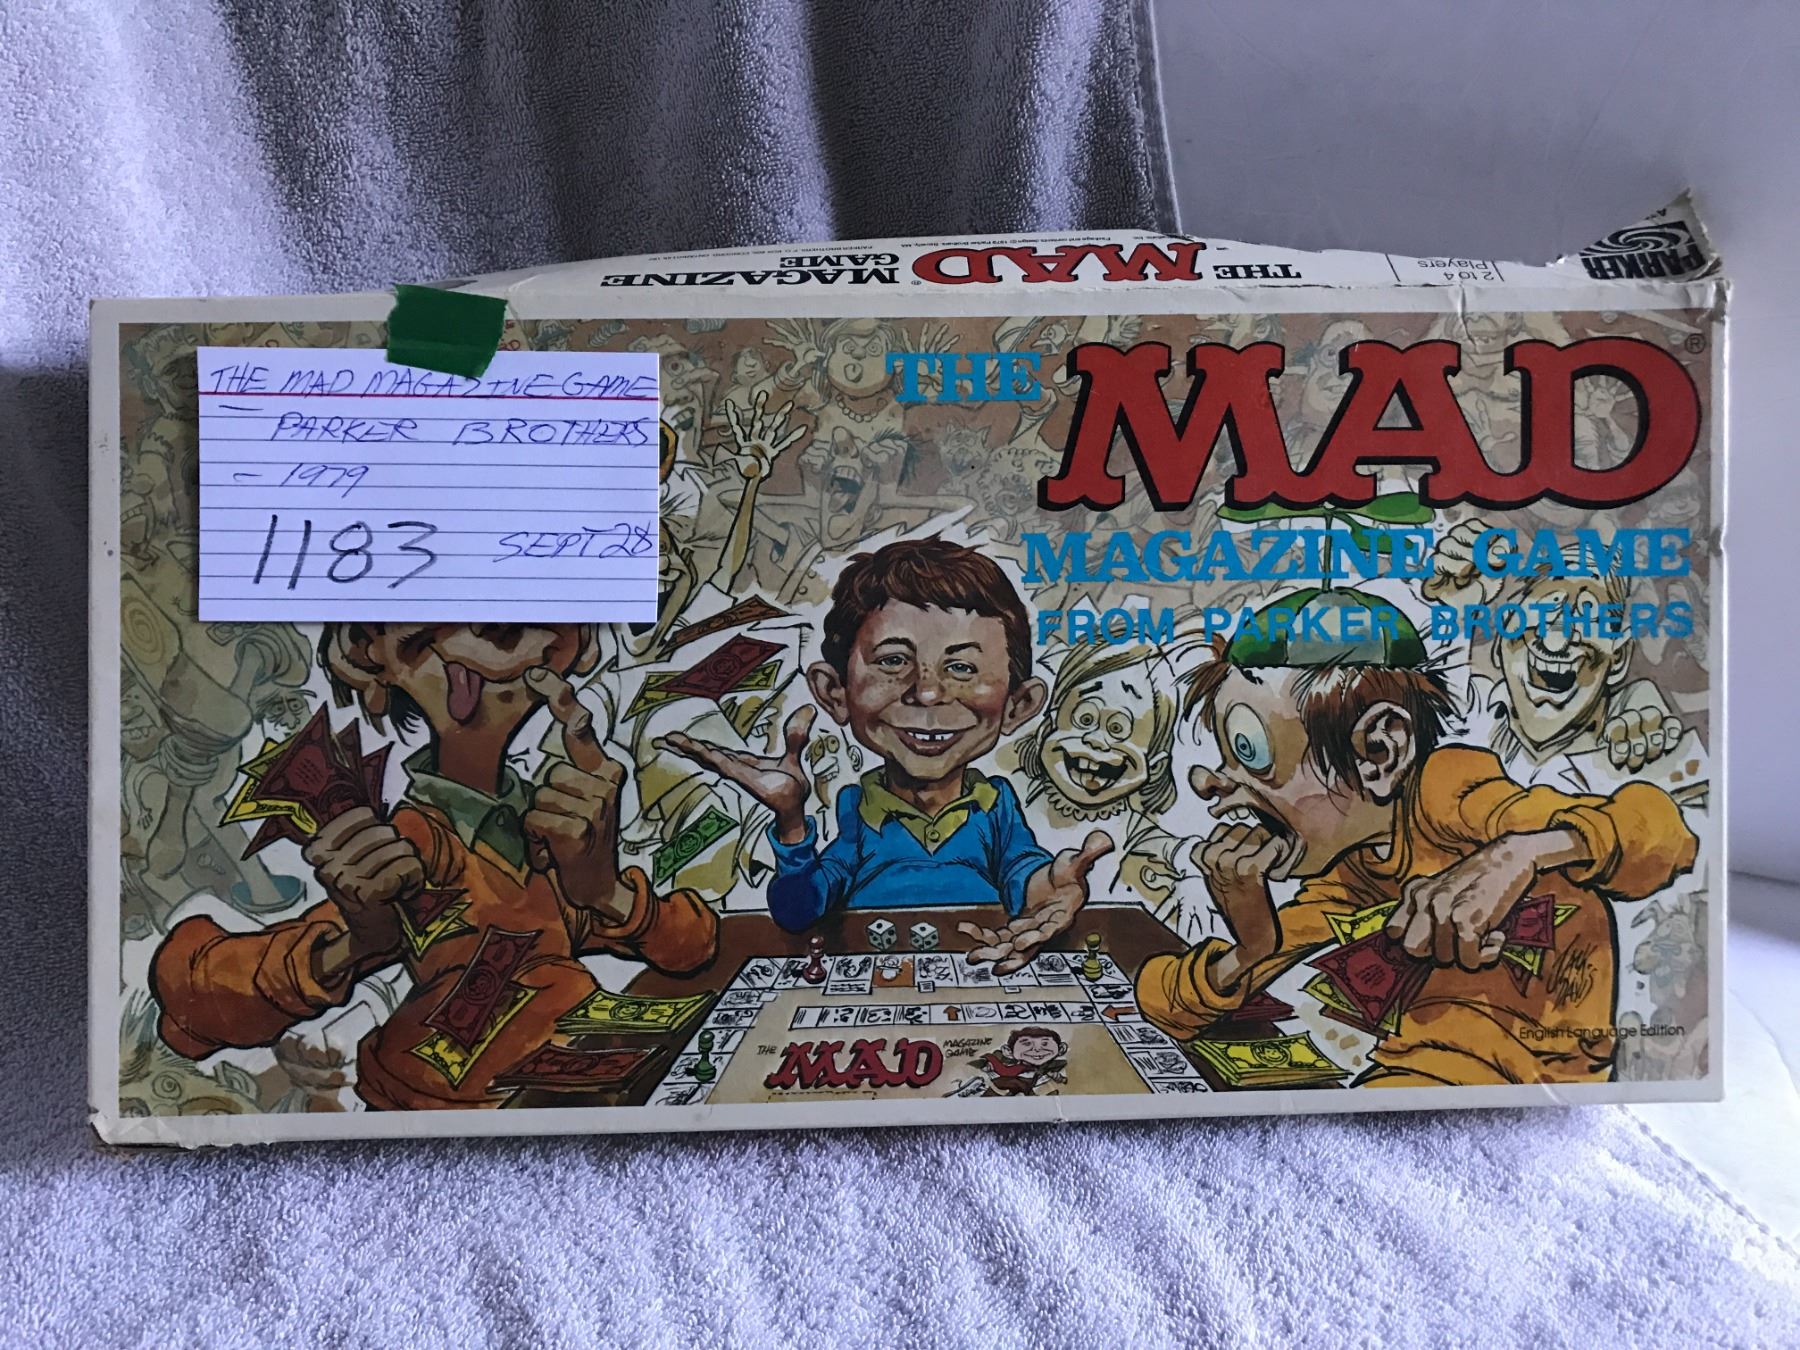 THE MAD MAGAZINE GAME
- PARKER BROTHERS
- 1979
1183 SEPT 28
THE MAD MAGAZINE GAME
2 to 4 Players
PARKER
THE MAD®
MAGAZINE GAME
FROM PARKER BROTHERS
THE MAD MAGAZINE GAME
English Language Edition